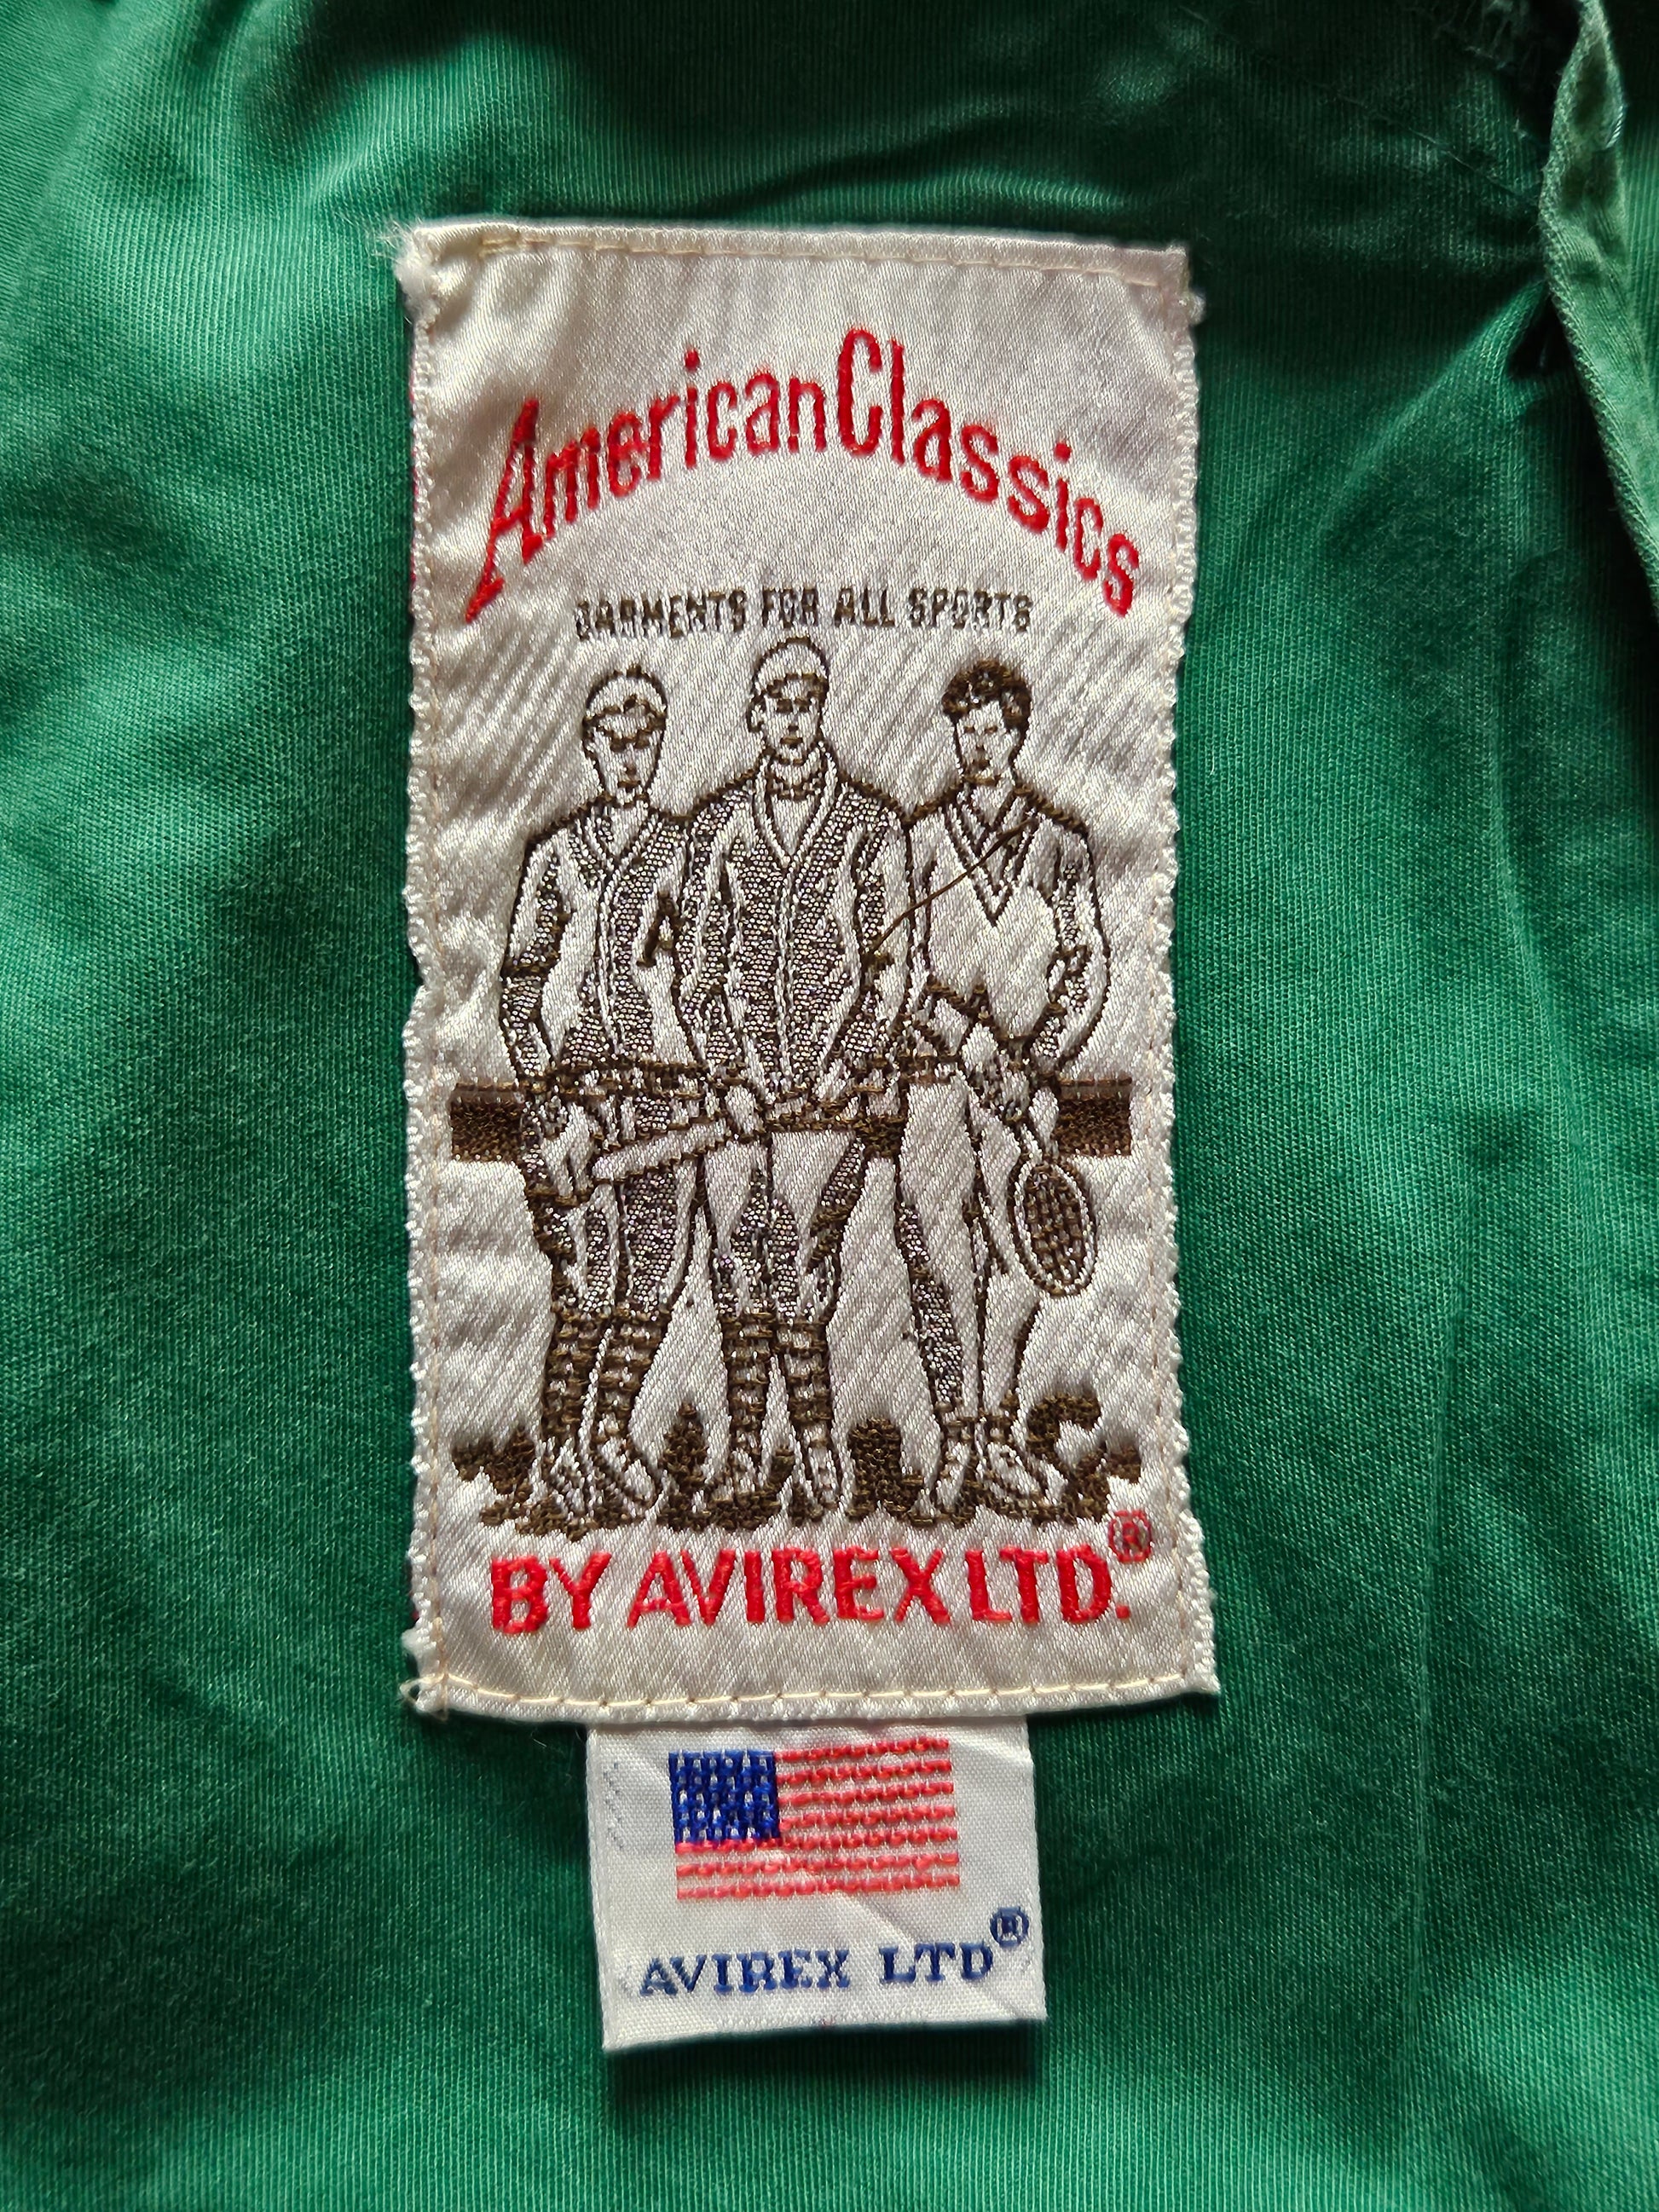 AmericanClassics
GARMENTS FOR ALL SPORTS
A
BY AVIREX LTD.®
AVIREX LTD®